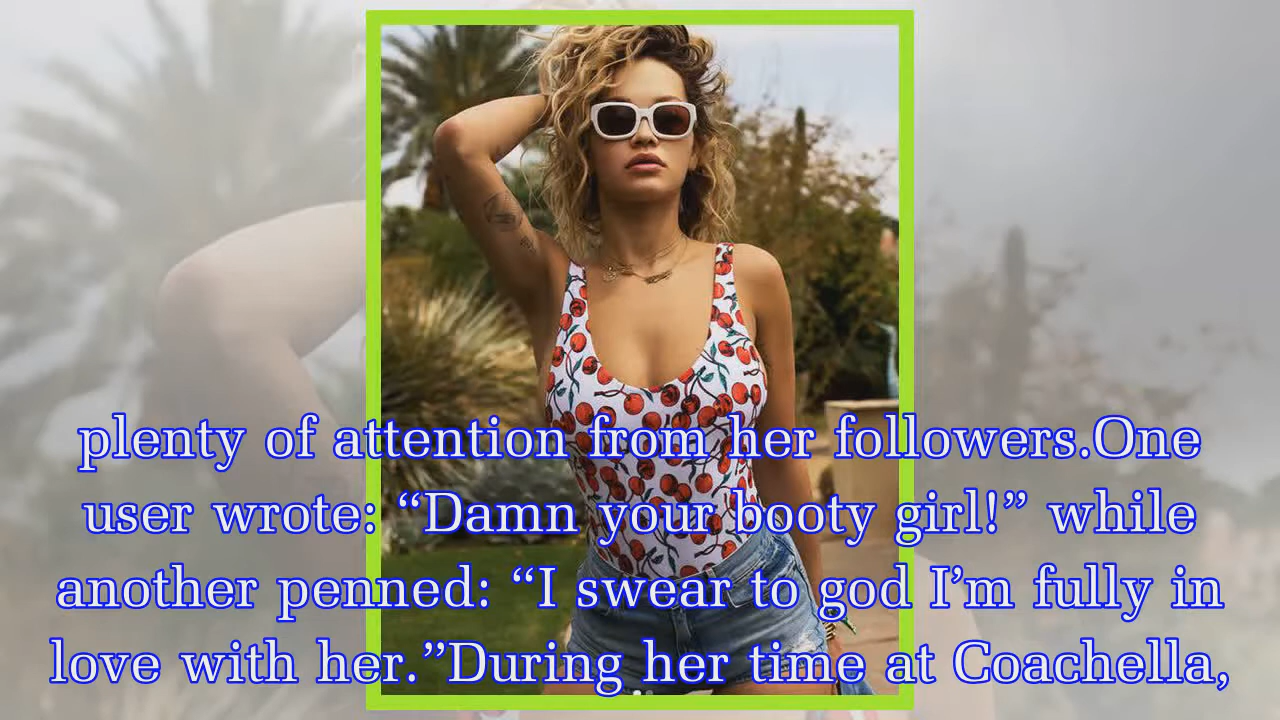 plenty of attention from her followers.One
user wrote: “Damn your booty girl!” while
another penned: “I swear to god I’m fully in
love with her.”During her time at Coachella,